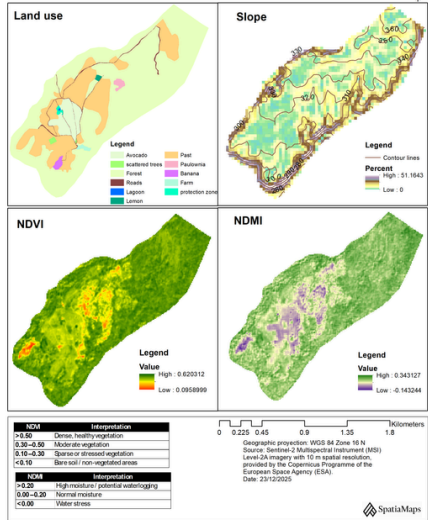 Land use
Legend
Avocado
scattered trees
Forest
Roads
Lagoon
Lemon
Past
Paulownia
Banana
Farm
protection zone
Slope
330
360
340
320
310
Legend
Contour lines
Percent
High : 51.1843
Low : 0
NDVI
Legend
Value
High : 0.620312
Low : 0.0958999
NDMI
Legend
Value
High : 0.343127
Low : -0.143244
NDVI Interpretation
>0.50 Dense, healthy vegetation
0.30–0.50 Moderate vegetation
0.10–0.30 Sparse or stressed vegetation
<0.10 Bare soil / non-vegetated areas
NDMI Interpretation
>0.20 High moisture / potential waterlogging
0.00–0.20 Normal moisture
<0.00 Water stress
Kilometers
0 0.225 0.45 0.9 1.35 1.8
Geographic projection: WGS 84 Zone 16 N
Source: Sentinel-2 Multispectral Instrument (MSI)
Level-2A imagery with 10 m spatial resolution,
provided by the Copernicus Programme of the
European Space Agency (ESA).
Date: 23/12/2025
SpatiaMaps